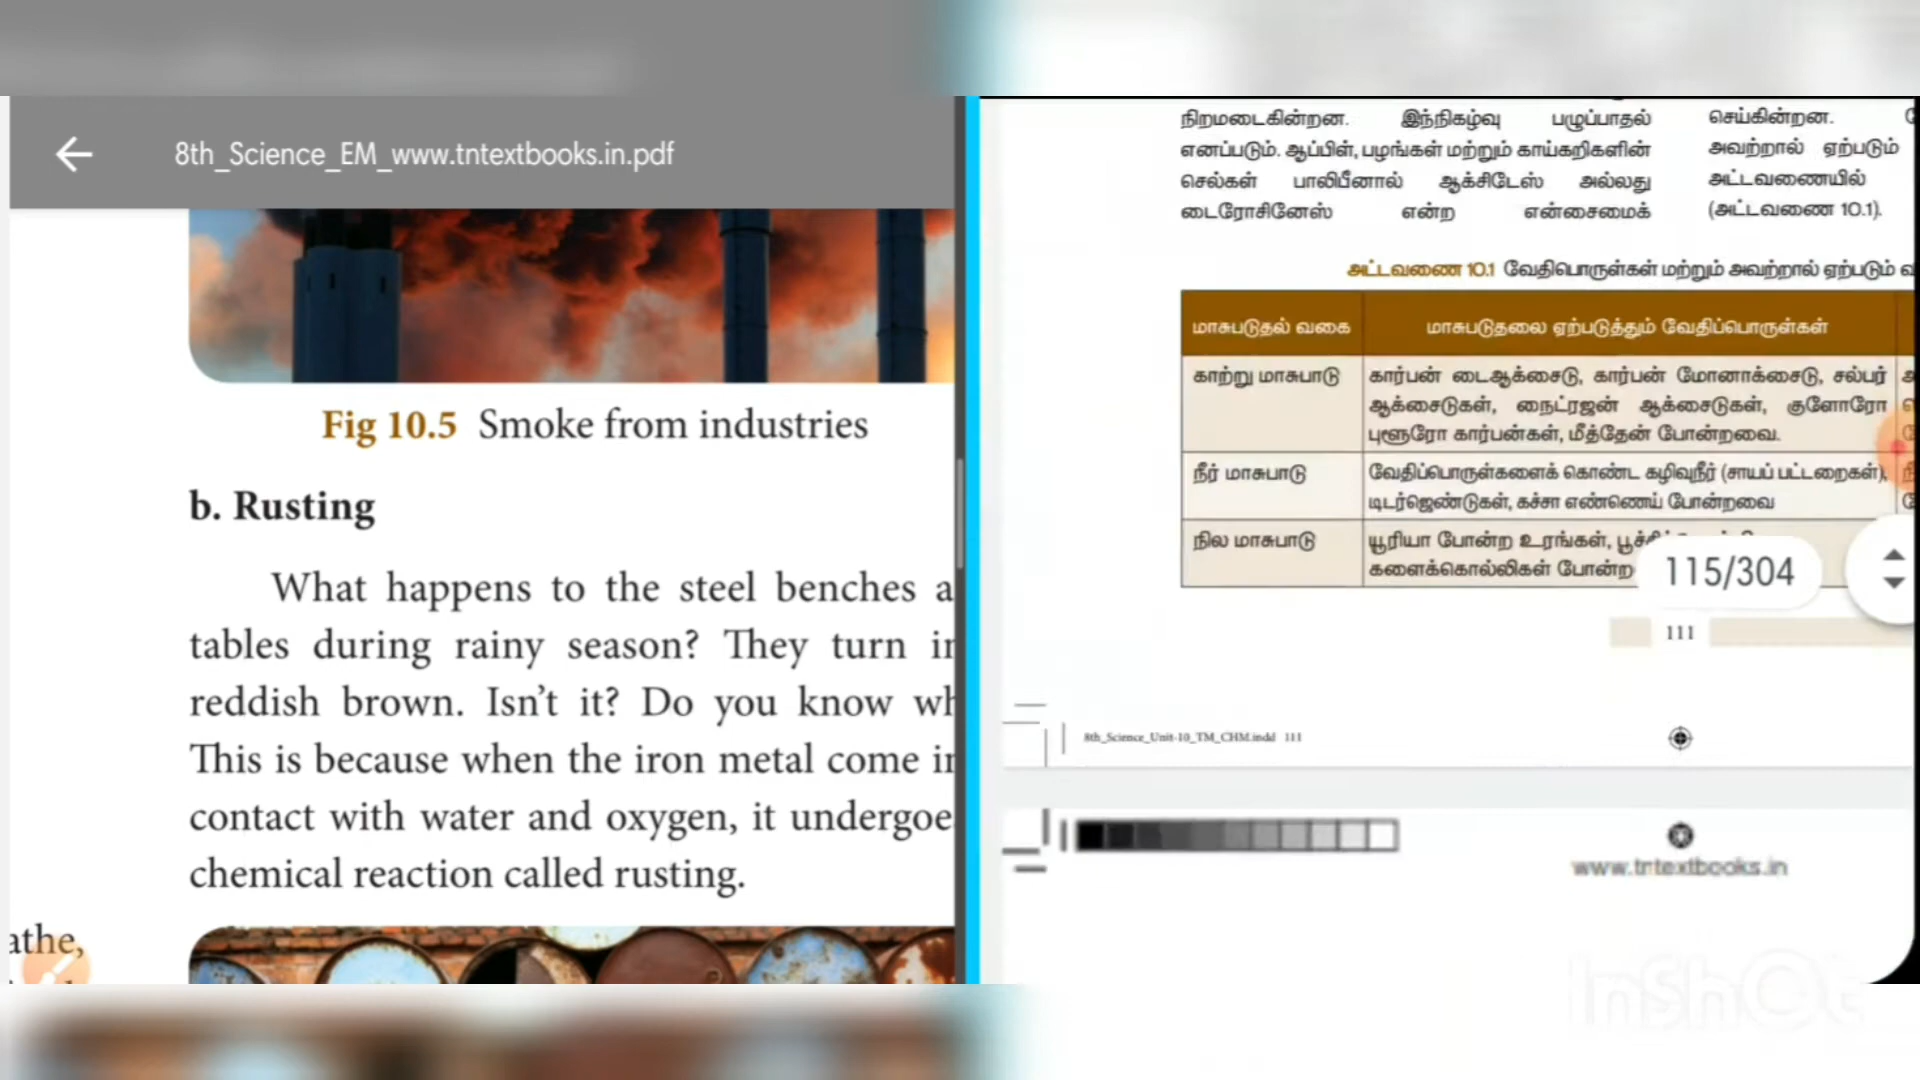 8th_Science_EM_www.tntextbooks.in.pdf
Fig 10.5 Smoke from industries
b. Rusting
What happens to the steel benches a
tables during rainy season? They turn in
reddish brown. Isn't it? Do you know wh
This is because when the iron metal come in
contact with water and oxygen, it undergoe
chemical reaction called rusting.
athe,
நிறமடைகின்றன. இந்நிகழ்வு பழுப்பாதல்
எனப்படும். ஆப்பிள், பழங்கள் மற்றும் காய்கறிகளின்
செல்கள் பாலிபீனால் ஆக்சிடேஸ் அல்லது
டைரோசினேஸ் என்ற என்சைமைக்
செய்கின்றன.
அவற்றால் ஏற்படும்
அட்டவணையில்
(அட்டவணை 10.1).
அட்டவணை 10.1 வேதிபொருள்கள் மற்றும் அவற்றால் ஏற்படும்
மாசுபடுதல் வகை
மாசுபடுதலை ஏற்படுத்தும் வேதிப்பொருள்கள்
காற்று மாசுபாடு
கார்பன் டைஆக்சைடு, கார்பன் மோனாக்சைடு, சல்பர்
ஆக்சைடுகள், நைட்ரஜன் ஆக்சைடுகள், குளோரோ
புளூரோ கார்பன்கள், மீத்தேன் போன்றவை.
நீர் மாசுபாடு
வேதிப்பொருள்களைக் கொண்ட கழிவுநீர் (சாயப் பட்டறைகள்),
டிடர்ஜெண்டுகள், கச்சா எண்ணெய் போன்றவை
நில மாசுபாடு
யூரியா போன்ற உரங்கள்,
களைக்கொல்லிகள் போன்ற
115/304
111
8th_Science_Unit-10_TM_CHM.indd 111
www.tntextbooks.in
InShOt